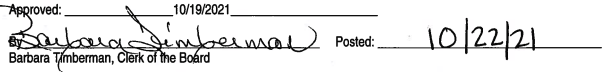 Approved: 10/19/2021
By Barbara Timberman Posted: 10/22/21
Barbara Timberman, Clerk of the Board